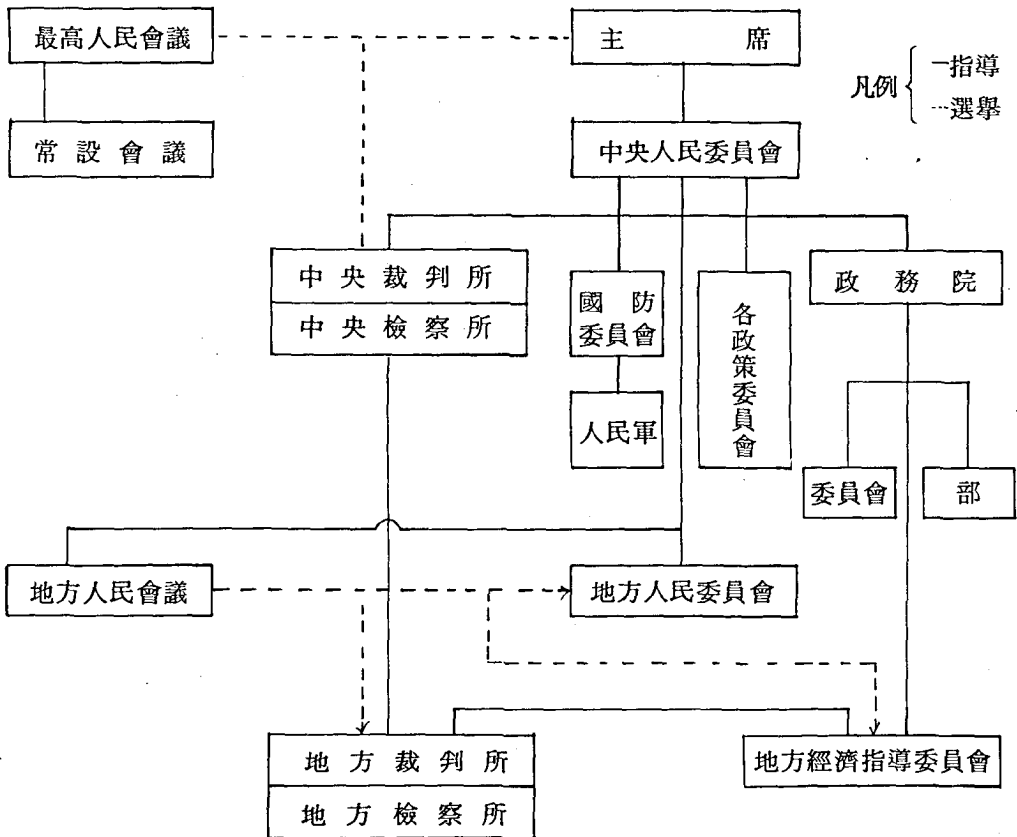 最高人民會議
主席
凡例
指導
選擧
常設會議
中央人民委員會
中央裁判所
中央檢察所
國防
委員會
各政策委員會
政務院
人民軍
委員會
部
地方人民會議
地方人民委員會
地方裁判所
地方檢察所
地方經濟指導委員會